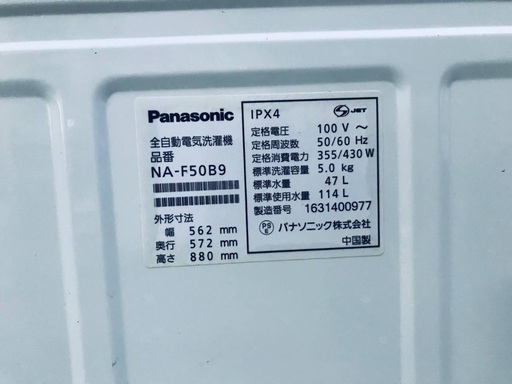 Panasonic
全自動電気洗濯機
品番
NA-F50B9
外形寸法
幅 562 mm
奥行 572 mm
高さ 880 mm
IPX4
JET
定格電圧 100 V ～
定格周波数 50/60 Hz
定格消費電力 355/430 W
標準洗濯容量 5.0 kg
標準水量 47 L
標準使用水量 114 L
製造番号 1631400977
PS E パナソニック株式会社
中国製